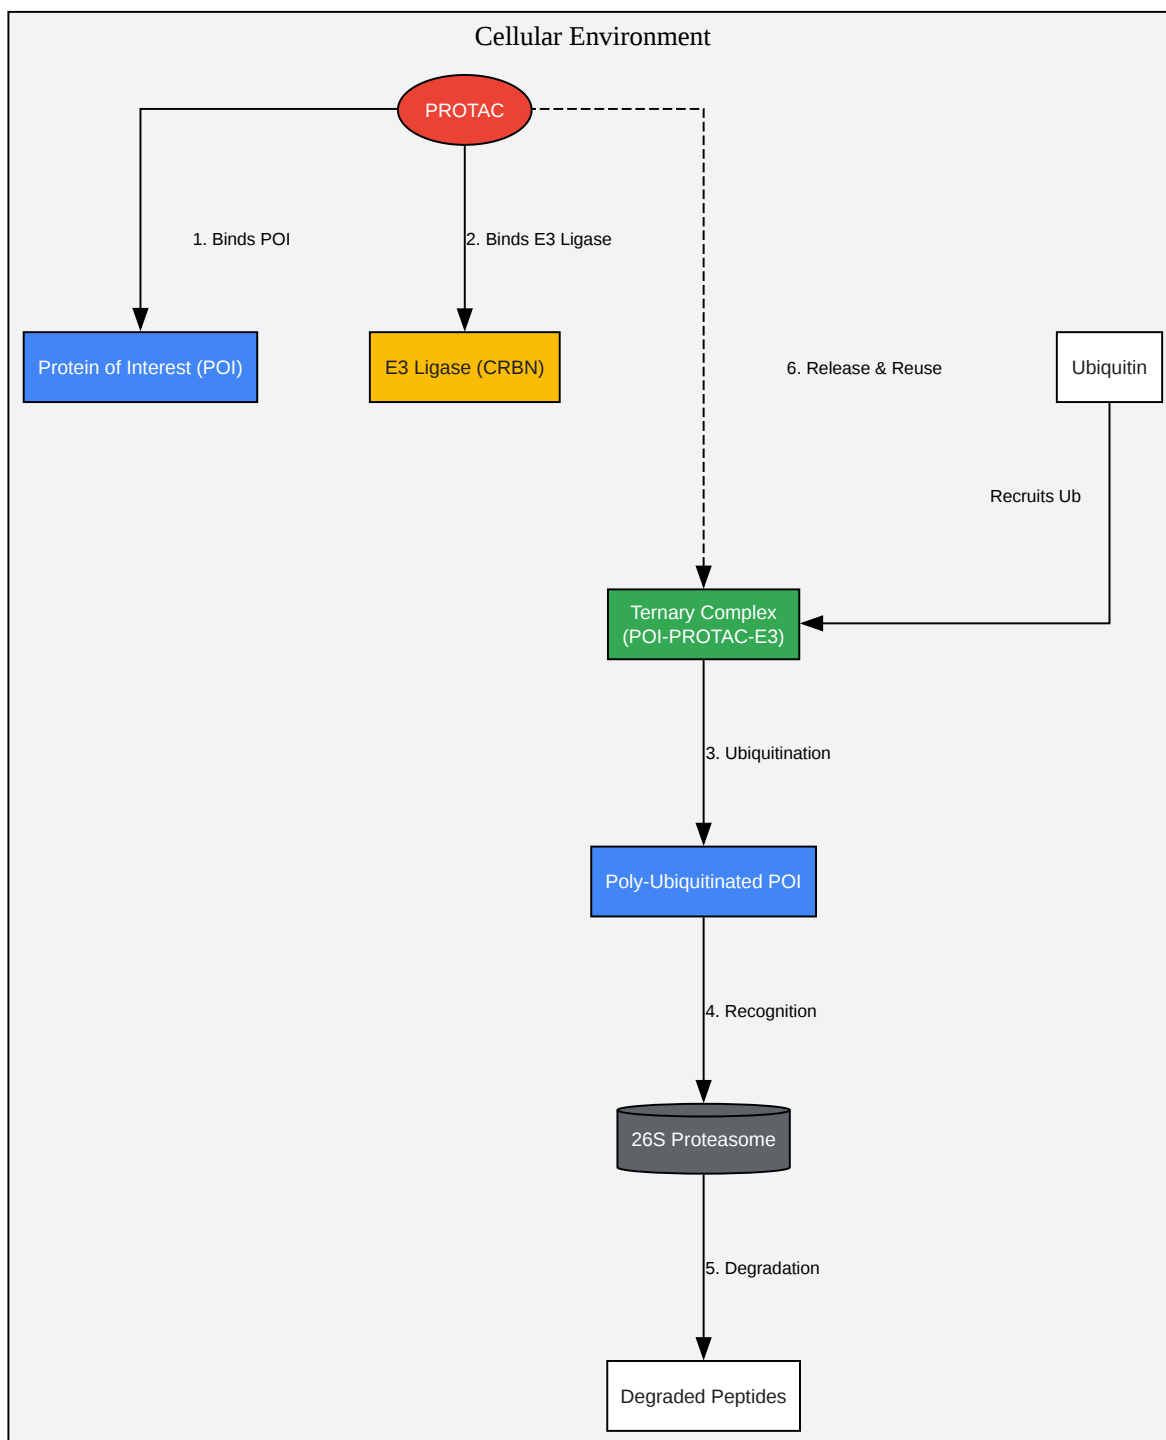 Cellular Environment
PROTAC
1. Binds POI
2. Binds E3 Ligase
Protein of Interest (POI)
E3 Ligase (CRBN)
6. Release & Reuse
Ubiquitin
Recruits Ub
Ternary Complex
(POI-PROTAC-E3)
3. Ubiquitination
Poly-Ubiquitinated POI
4. Recognition
26S Proteasome
5. Degradation
Degraded Peptides